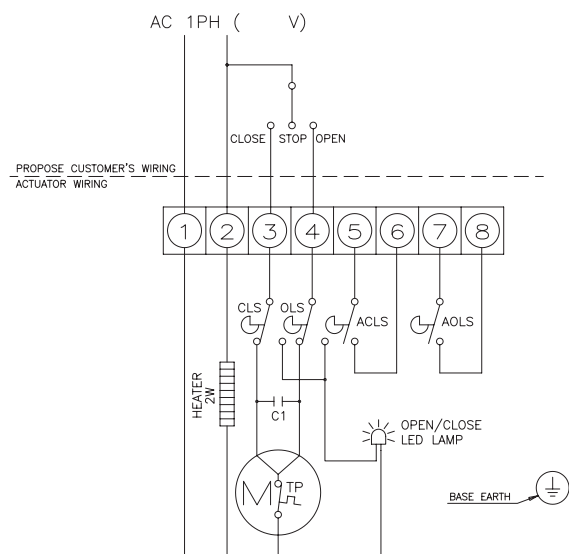 AC 1PH ( V)
CLOSE STOP OPEN
PROPOSE CUSTOMER'S WIRING
ACTUATOR WIRING
1 2 3 4 5 6 7 8
CLS OLS ACLS AOLS
HEATER
2W
C1
OPEN/CLOSE
LED LAMP
M TP
BASE EARTH